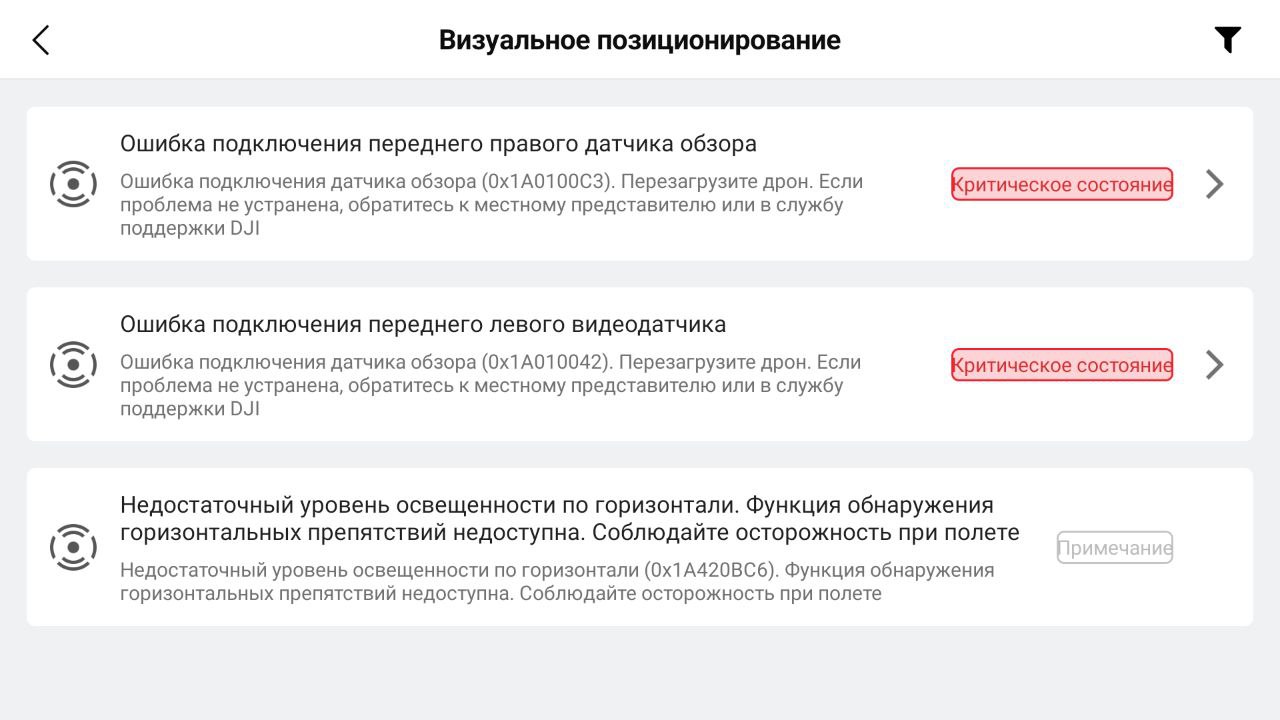 Визуальное позиционирование
Ошибка подключения переднего правого датчика обзора
Ошибка подключения датчика обзора (0x1A0100C3). Перезагрузите дрон. Если
проблема не устранена, обратитесь к местному представителю или в службу
поддержки DJI
Критическое состояние
Ошибка подключения переднего левого видеодатчика
Ошибка подключения датчика обзора (0x1A010042). Перезагрузите дрон. Если
проблема не устранена, обратитесь к местному представителю или в службу
поддержки DJI
Критическое состояние
Недостаточный уровень освещенности по горизонтали. Функция обнаружения
горизонтальных препятствий недоступна. Соблюдайте осторожность при полете
Недостаточный уровень освещенности по горизонтали (0x1A420BC6). Функция обнаружения
горизонтальных препятствий недоступна. Соблюдайте осторожность при полете
Примечание